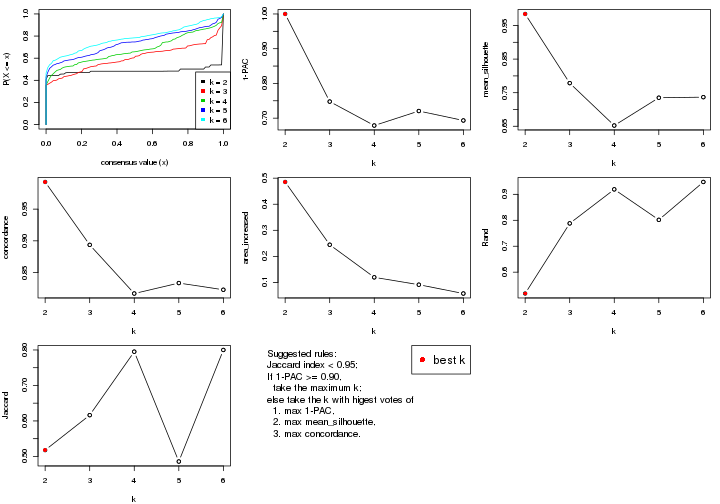 P(X <= x)
0.0 0.2 0.4 0.6 0.8 1.0
k = 2
k = 3
k = 4
k = 5
k = 6
0.0 0.2 0.4 0.6 0.8 1.0
consensus value (x)
1-PAC
0.70 0.80 0.90 1.00
2 3 4 5 6
k
mean_silhouette
0.65 0.75 0.85 0.95
2 3 4 5 6
k
concordance
0.85 0.90 0.95
2 3 4 5 6
k
area_increased
0.1 0.2 0.3 0.4 0.5
2 3 4 5 6
k
Rand
0.6 0.7 0.8 0.9
2 3 4 5 6
k
Jaccard
0.50 0.60 0.70 0.80
2 3 4 5 6
k
Suggested rules:
Jaccard index < 0.95;
If 1-PAC >= 0.90,
take the maximum k;
else take the k with higest votes of
1. max 1-PAC,
2. max mean_silhouette,
3. max concordance.
best k